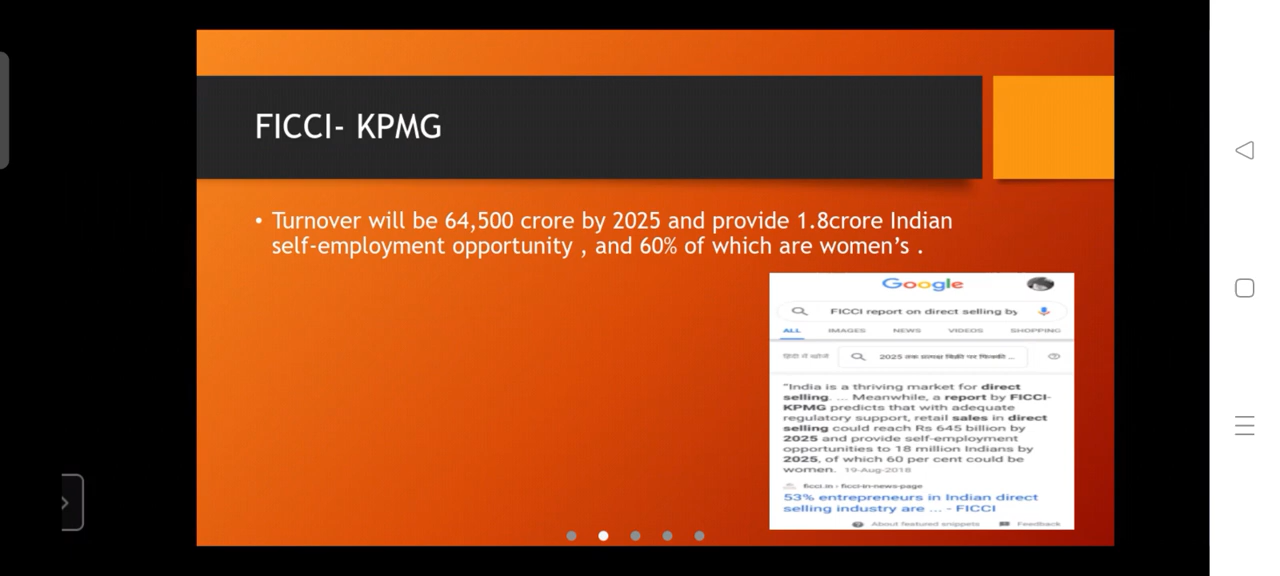 FICCI- KPMG
• Turnover will be 64,500 crore by 2025 and provide 1.8crore Indian
self-employment opportunity , and 60% of which are women’s .
Google
FICCI report on direct selling by
ALL IMAGES NEWS VIDEOS SHOPPING
हिंदी में खोजें 2025 तक प्रत्यक्ष बिक्री पर फिक्की ...
"India is a thriving market for direct
selling. ... Meanwhile, a report by FICCI-
KPMG predicts that with adequate
regulatory support, retail sales in direct
selling could reach Rs 645 billion by
2025 and provide self-employment
opportunities to 18 million Indians by
2025, of which 60 per cent could be
women. 19-Aug-2018
ficci.in › ficci-in-news-page
53% entrepreneurs in Indian direct
selling industry are ... - FICCI
About featured snippets Feedback